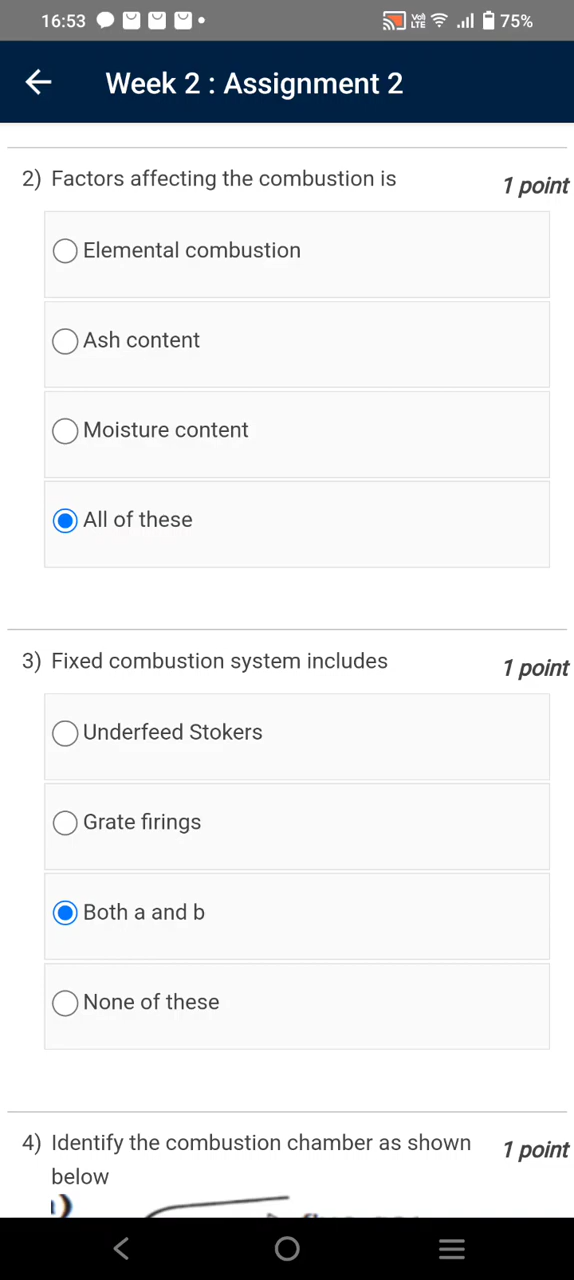 16:53
Vo) LTE
75%
Week 2 : Assignment 2
2) Factors affecting the combustion is
1 point
Elemental combustion
Ash content
Moisture content
All of these
3) Fixed combustion system includes
1 point
Underfeed Stokers
Grate firings
Both a and b
None of these
4) Identify the combustion chamber as shown
1 point
below